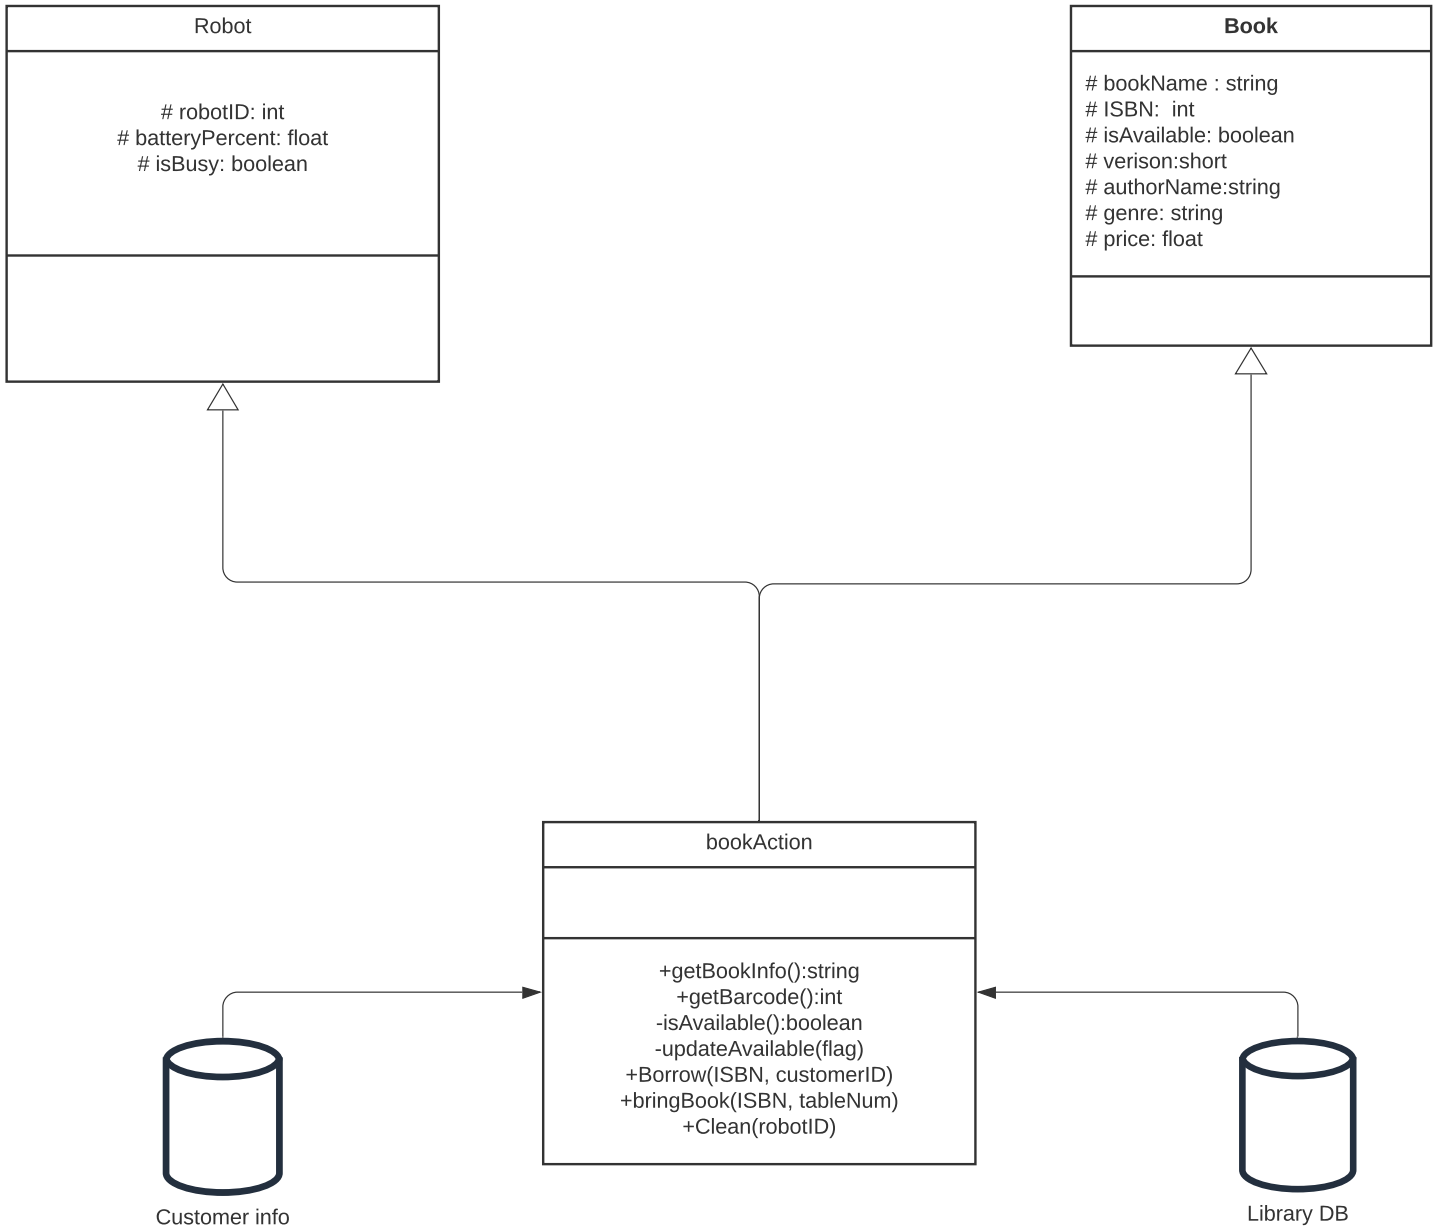 Robot
# robotID: int
# batteryPercent: float
# isBusy: boolean
Book
# bookName : string
# ISBN:  int
# isAvailable: boolean
# verison:short
# authorName:string
# genre: string
# price: float
bookAction
+getBookInfo():string
+getBarcode():int
-isAvailable():boolean
-updateAvailable(flag)
+Borrow(ISBN, customerID)
+bringBook(ISBN, tableNum)
+Clean(robotID)
Customer info
Library DB